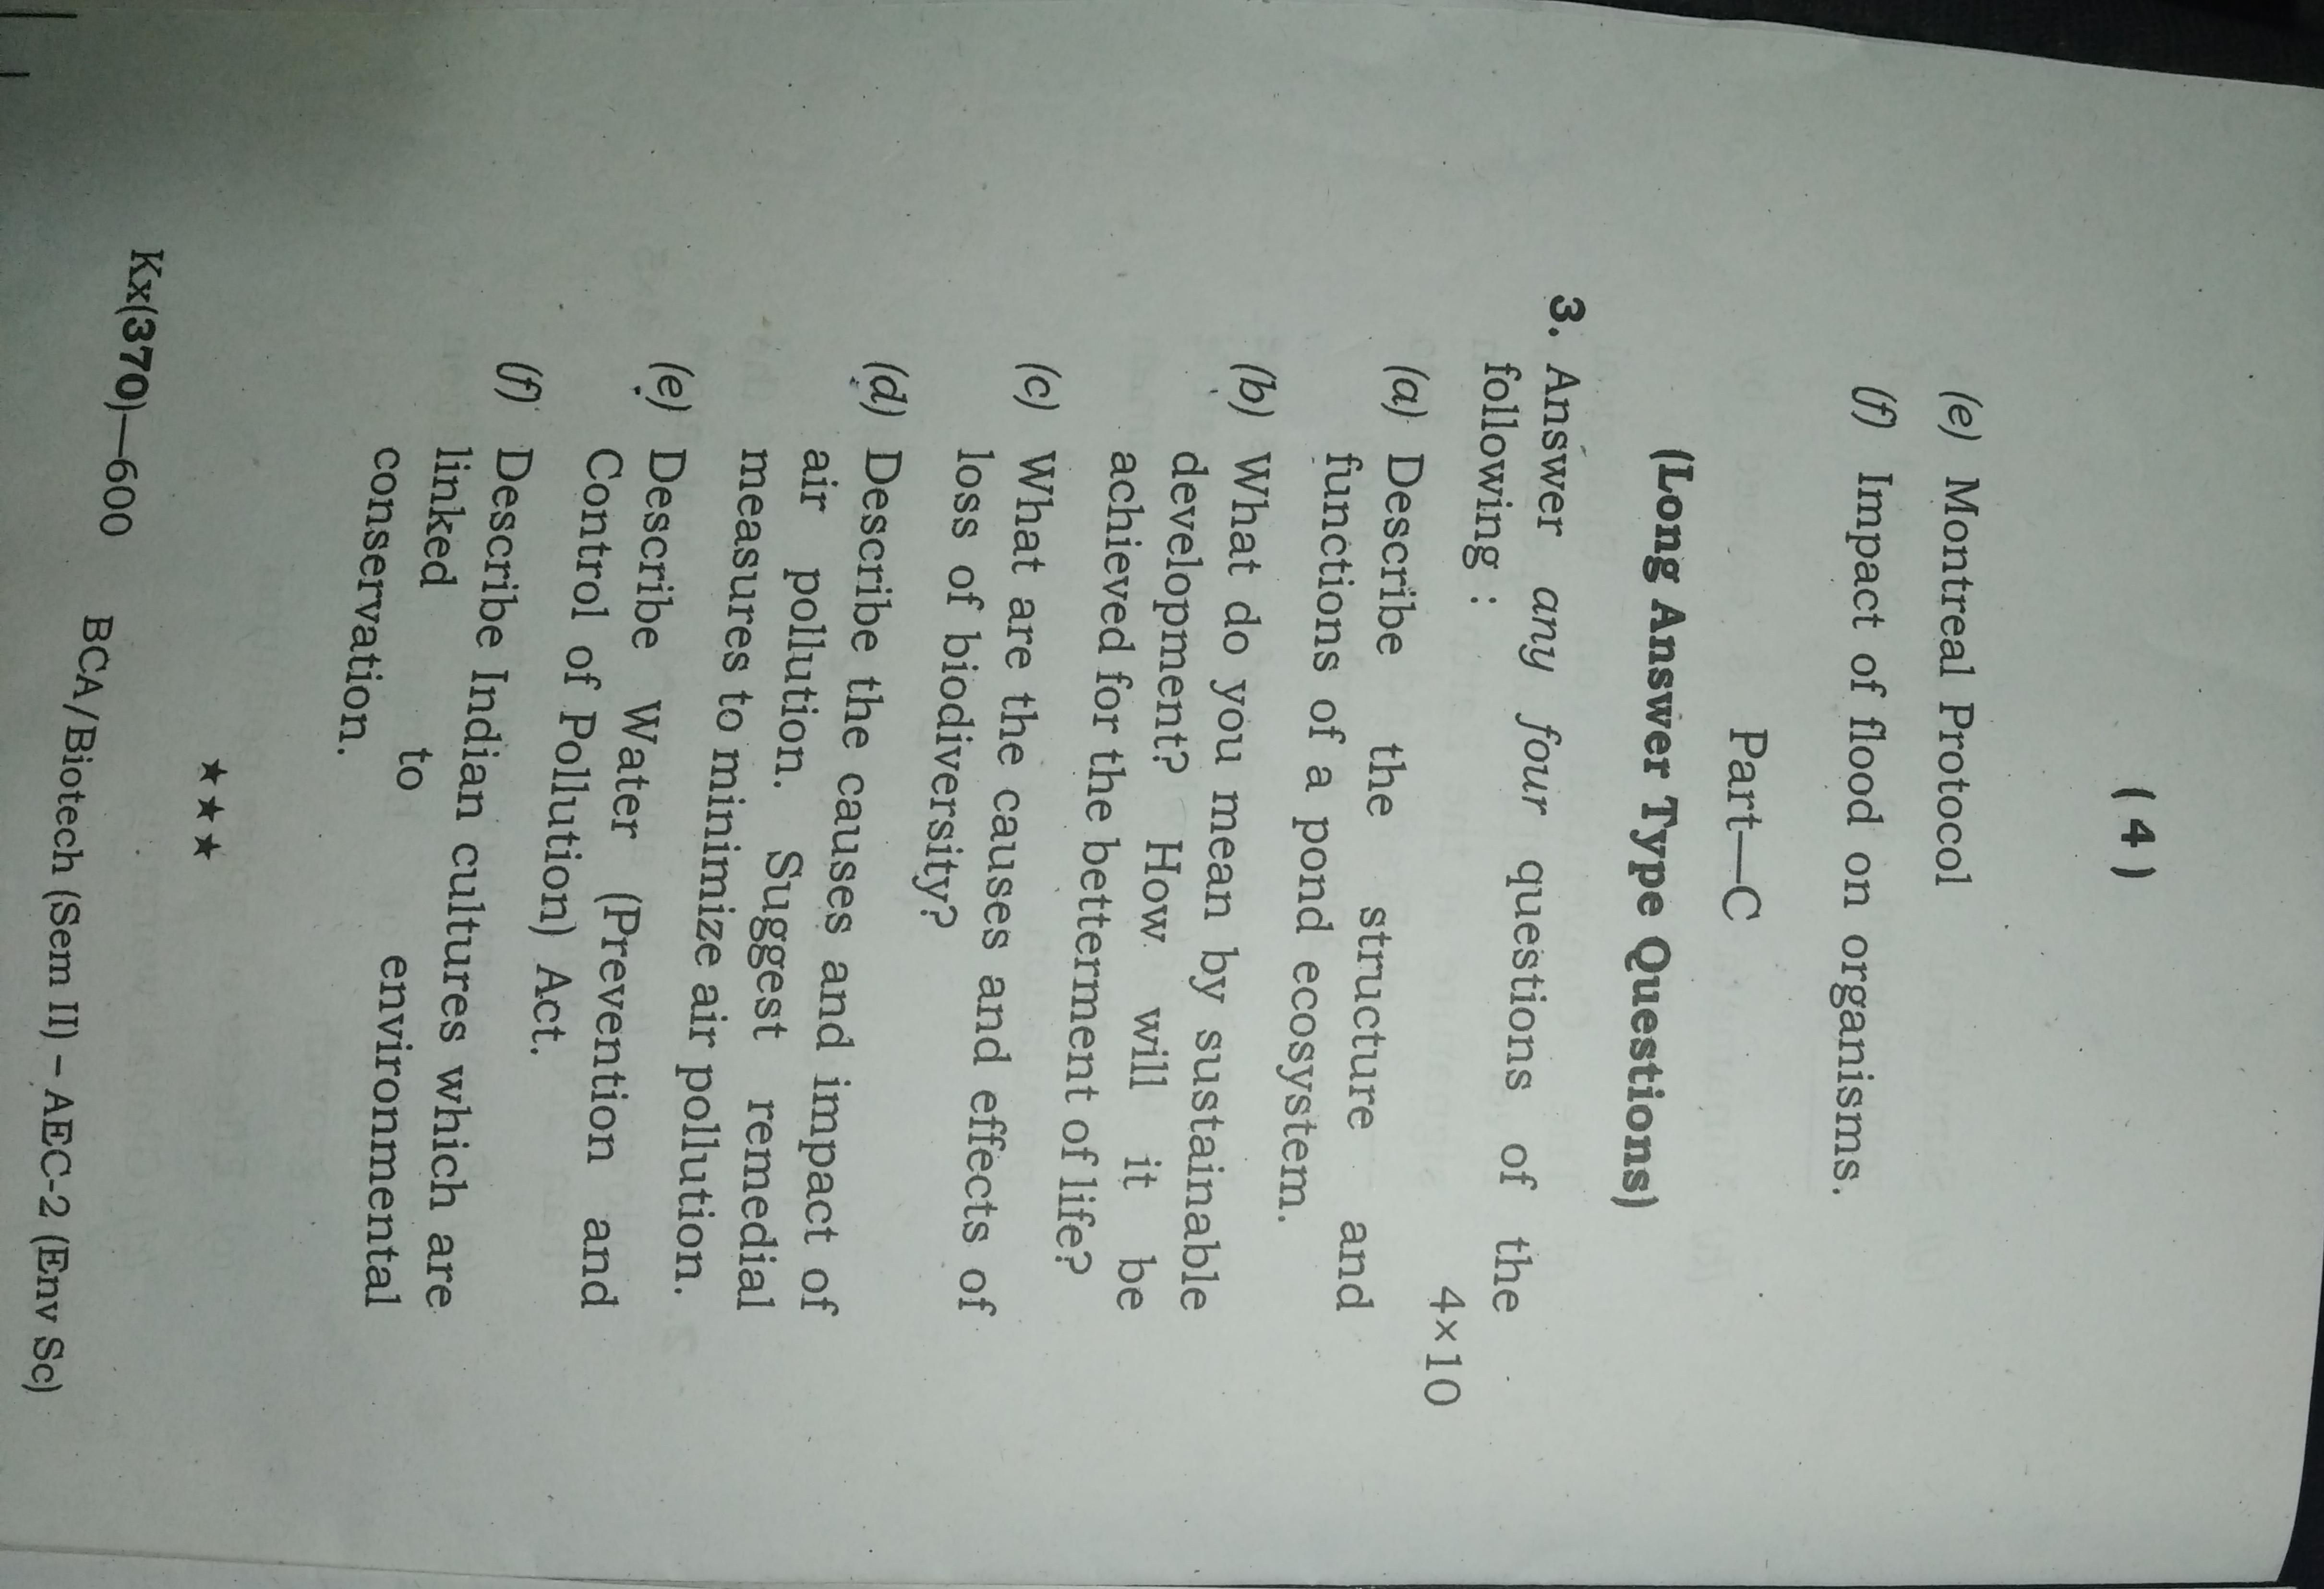 ( 4 )
(e) Montreal Protocol
(f) Impact of flood on organisms.
Part—C
(Long Answer Type Questions)
3. Answer any four questions of the
following :
4×10
(a) Describe the structure and
functions of a pond ecosystem.
(b) What do you mean by sustainable
development? How will it be
achieved for the betterment of life?
(c) What are the causes and effects of
loss of biodiversity?
(d) Describe the causes and impact of
air pollution. Suggest remedial
measures to minimize air pollution.
(e) Describe Water (Prevention and
Control of Pollution) Act.
(f) Describe Indian cultures which are
linked to environmental
conservation.
★★★
Kx(370)—600 BCA/Biotech (Sem II) – AEC-2 (Env Sc)